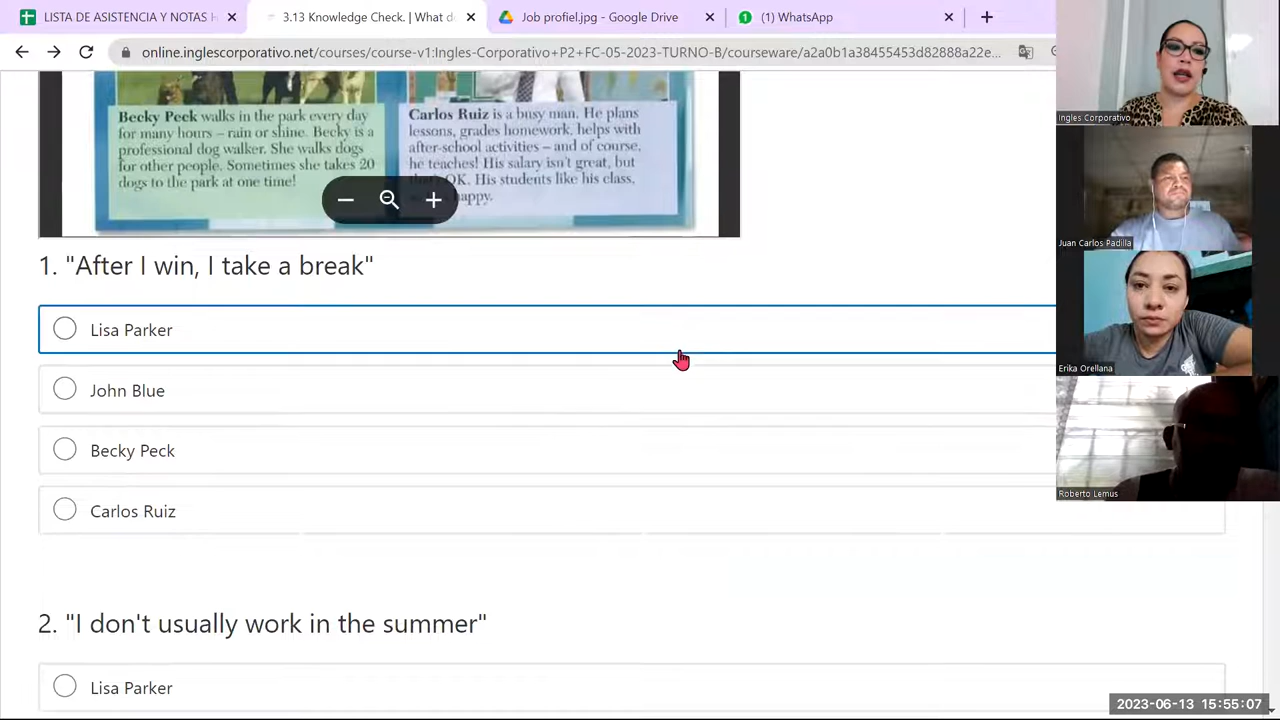 LISTA DE ASISTENCIA Y NOTAS
3.13 Knowledge Check. | What d
Job profiel.jpg - Google Drive
(1) WhatsApp
online.inglescorporativo.net/courses/course-v1:InglesCorporativo+P2+FC-05-2023-TURNO-B/courseware/a2a0b1a3845545f3d82888a22e...
Becky Peck walks in the park every day
for many hours – rain or shine. Becky is a
professional dog walker. She walks dogs
for other people. Sometimes she takes 20
dogs to the park at one time!
Carlos Ruiz is a busy man. He plans
lessons, grades homework, helps with
after-school activities – and of course,
he teaches! His salary isn't great, but
OK. His students like his class,
happy.
1. "After I win, I take a break"
Lisa Parker
John Blue
Becky Peck
Carlos Ruiz
2. "I don't usually work in the summer"
Lisa Parker
Ingles Corporativo
Juan Carlos Padilla
Erika Orellana
Roberto Lemus
2023-06-13 15:55:07